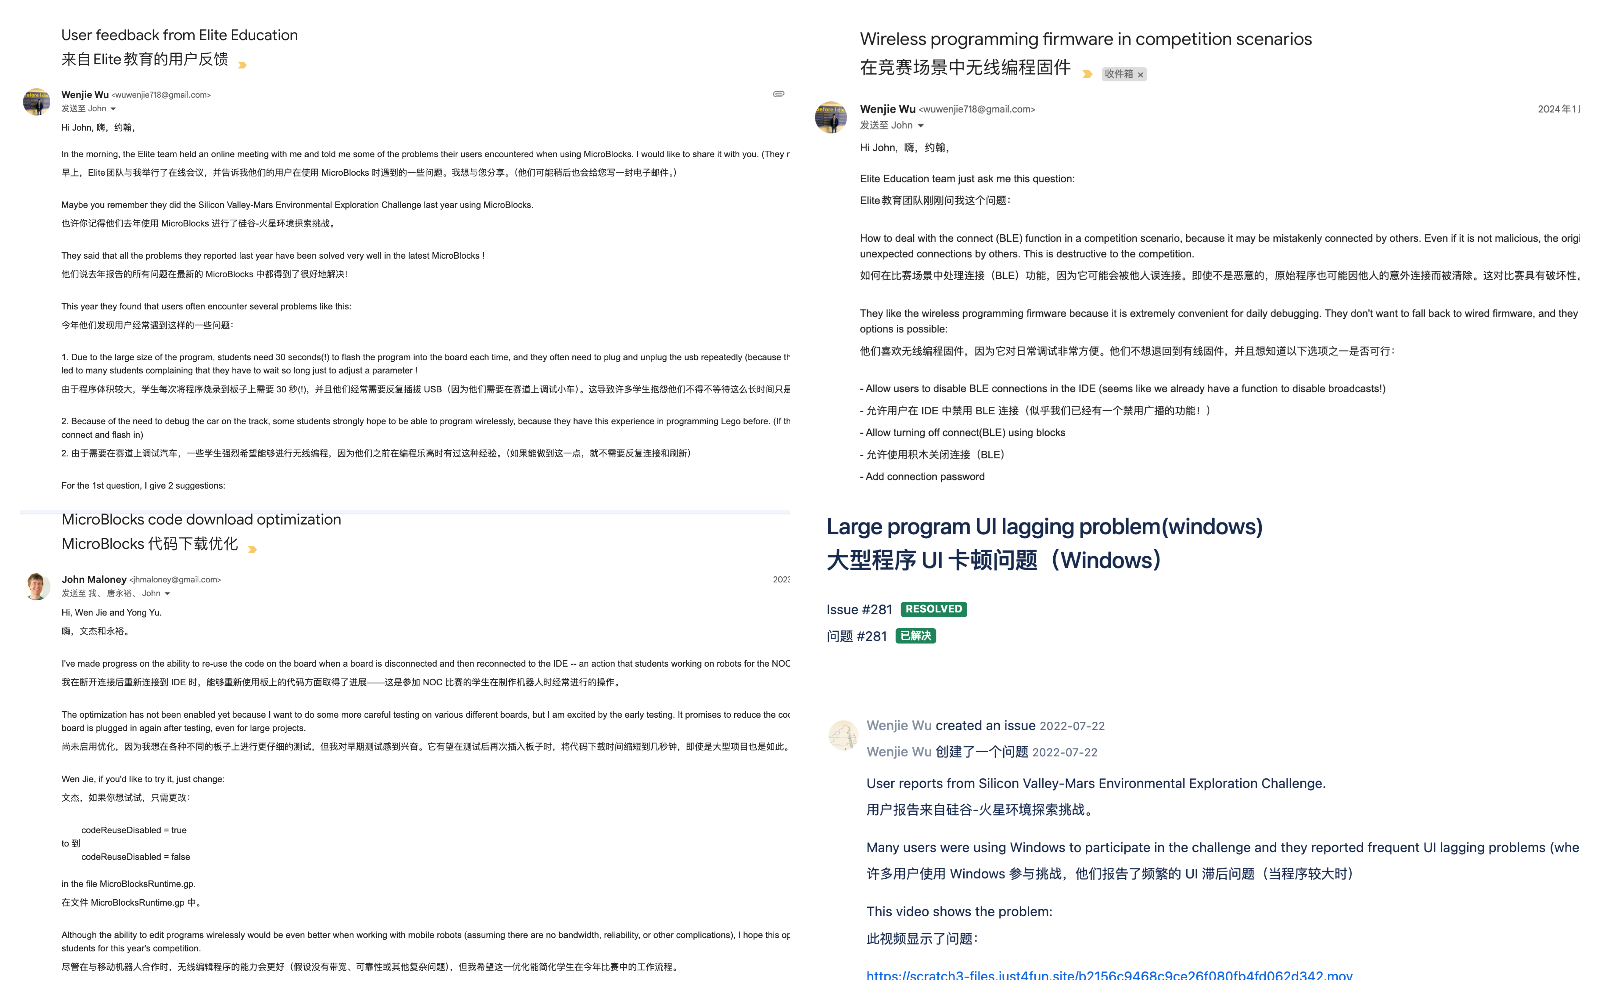 User feedback from Elite Education
来自 Elite 教育的用户反馈
Wenjie Wu <wuwenjie718@gmail.com>
发送至 John
Hi John, 嗨，约翰，
In the morning, the Elite team held an online meeting with me and told me some of the problems their users encountered when using MicroBlocks. I would like to share it with you. (They
早上，Elite 团队与我举行了在线会议，并告诉我他们的用户在使用 MicroBlocks 时遇到的一些问题。我想与您分享。（他们可能稍后也会给您写一封电子邮件。）
Maybe you remember they did the Silicon Valley-Mars Environmental Exploration Challenge last year using MicroBlocks.
也许你记得他们去年使用 MicroBlocks 进行了硅谷-火星环境探索挑战。
They said that all the problems they reported last year have been solved very well in the latest MicroBlocks !
他们说去年报告的所有问题在最新的 MicroBlocks 中都得到了很好地解决！
This year they found that users often encounter several problems like this:
今年他们发现用户经常遇到这样的一些问题：
1. Due to the large size of the program, students need 30 seconds(!) to flash the program into the board each time, and they often need to plug and unplug the usb repeatedly (because th
led to many students complaining that they have to wait so long just to adjust a parameter !
由于程序体积较大，学生每次将程序烧录到板子上需要 30 秒(!)，并且他们经常需要反复插拔 USB（因为他们需要在赛道上调试小车）。这导致许多学生抱怨他们不得不等待这么长时间只是
2. Because of the need to debug the car on the track, some students strongly hope to be able to program wirelessly, because they have this experience in programming Lego before. (If th
connect and flash in)
2. 由于需要在赛道上调试汽车，一些学生强烈希望能够进行无线编程，因为他们之前在编程乐高时有过这种经验。（如果能做到这一点，就不需要反复连接和刷新）
For the 1st question, I give 2 suggestions:
MicroBlocks code download optimization
MicroBlocks 代码下载优化
John Maloney <jhmaloney@gmail.com>
2023
发送至 我、唐永裕、John
Hi, Wen Jie and Yong Yu.
嗨，文杰和永裕。
I've made progress on the ability to re-use the code on the board when a board is disconnected and then reconnected to the IDE -- an action that students working on robots for the NOC
我在断开连接后重新连接到 IDE 时，能够重新使用板上的代码方面取得了进展——这是参加 NOC 比赛的学生在制作机器人时经常进行的操作。
The optimization has not been enabled yet because I want to do some more careful testing on various different boards, but I am excited by the early testing. It promises to reduce the co
board is plugged in again after testing, even for large projects.
尚未启用优化，因为我想在各种不同的板子上进行更仔细的测试，但我对早期测试感到兴奋。它有望在测试后再次插入板子时，将代码下载时间缩短到几秒钟，即使是大型项目也是如此。
Wen Jie, if you'd like to try it, just change:
文杰，如果你想试试，只需更改：
codeReuseDisabled = true
to 到
codeReuseDisabled = false
in the file MicroBlocksRuntime.gp.
在文件 MicroBlocksRuntime.gp 中。
Although the ability to edit programs wirelessly would be even better when working with mobile robots (assuming there are no bandwidth, reliability, or other complications), I hope this op
students for this year's competition.
尽管在与移动机器人合作时，无线编辑程序的能力会更好（假设没有带宽、可靠性或其他复杂问题），但我希望这一优化能简化学生在今年比赛中的工作流程。
Wireless programming firmware in competition scenarios
在竞赛场景中无线编程固件
收件箱 ×
Wenjie Wu <wuwenjie718@gmail.com>
2024年1月
发送至 John
Hi John, 嗨，约翰，
Elite Education team just ask me this question:
Elite 教育团队刚刚问我这个问题：
How to deal with the connect (BLE) function in a competition scenario, because it may be mistakenly connected by others. Even if it is not malicious, the origi
unexpected connections by others. This is destructive to the competition.
如何在比赛场景中处理连接（BLE）功能，因为它可能会被他人误连接。即使不是恶意的，原始程序也可能因他人的意外连接而被清除。这对比赛具有破坏性。
They like the wireless programming firmware because it is extremely convenient for daily debugging. They don't want to fall back to wired firmware, and they
options is possible:
他们喜欢无线编程固件，因为它对日常调试非常方便。他们不想退回到有线固件，并且想知道以下选项之一是否可行：
- Allow users to disable BLE connections in the IDE (seems like we already have a function to disable broadcasts!)
- 允许用户在 IDE 中禁用 BLE 连接（似乎我们已经有一个禁用广播的功能！）
- Allow turning off connect(BLE) using blocks
- 允许使用积木关闭连接（BLE）
- Add connection password
Large program UI lagging problem(windows)
大型程序 UI 卡顿问题（Windows）
Issue #281 RESOLVED
问题 #281 已解决
Wenjie Wu created an issue 2022-07-22
Wenjie Wu 创建了一个问题 2022-07-22
User reports from Silicon Valley-Mars Environmental Exploration Challenge.
用户报告来自硅谷-火星环境探索挑战。
Many users were using Windows to participate in the challenge and they reported frequent UI lagging problems (whe
许多用户使用 Windows 参与挑战，他们报告了频繁的 UI 滞后问题（当程序较大时）
This video shows the problem:
此视频显示了问题：
https://scratch3-files.just4fun.site/b2156c9468c9ce26f080fb4fd062d342.mov